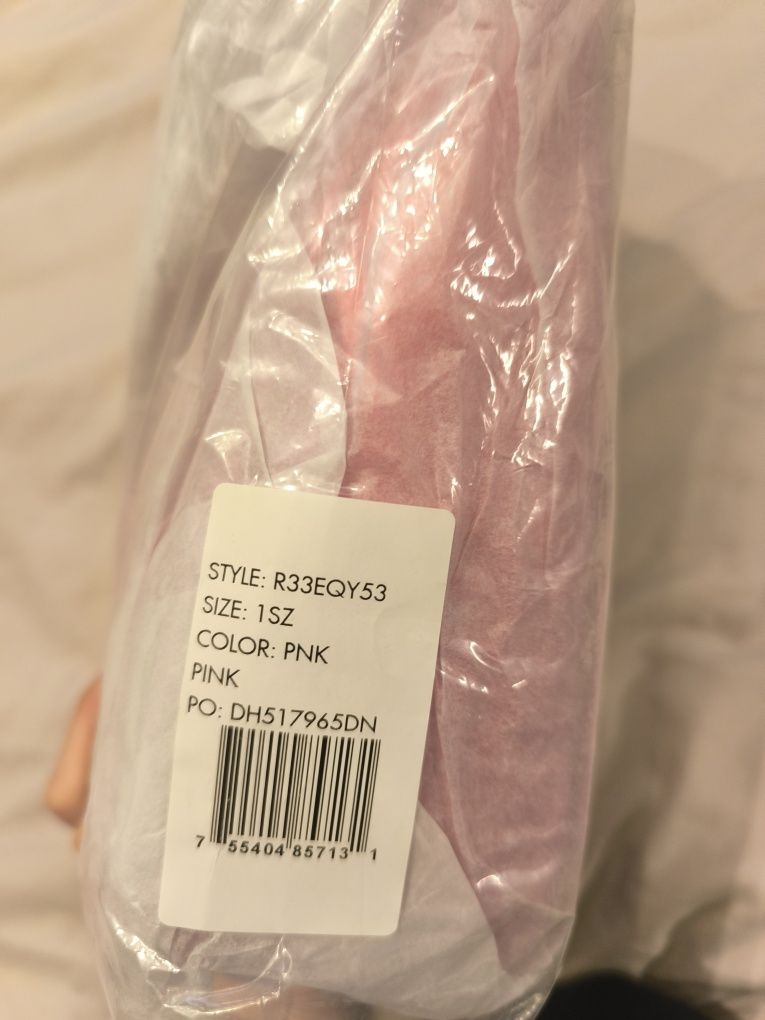 STYLE: R33EQY53
SIZE: 1SZ
COLOR: PNK
PINK
PO: DH517965DN
7 55404 85713 1